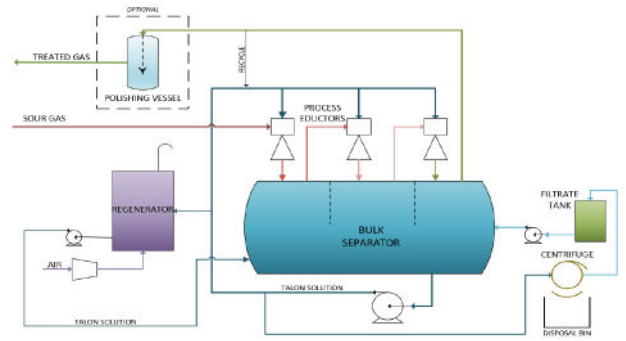 OPTIONAL
TREATED GAS
RECYCLE
POLISHING VESSEL
PROCESS
EDUCTORS
SOUR GAS
REGENERATOR
FILTRATE
TANK
BULK
SEPARATOR
CENTRIFUGE
AIR
TALON SOLUTION
TALON SOLUTION
DISPOSAL BIN